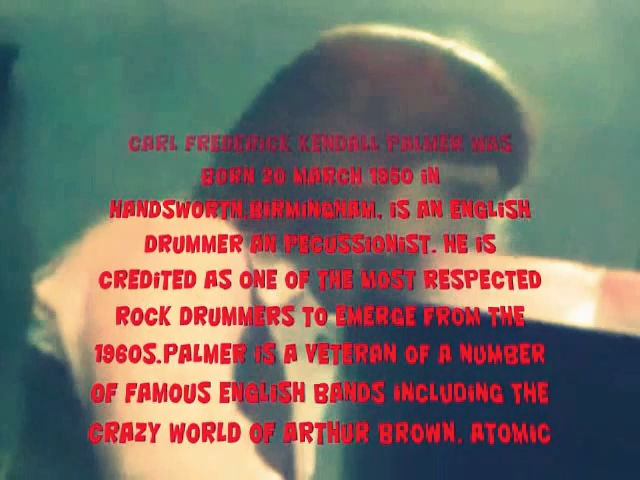 CARL FREDERICK KENDALL PALMER WAS
BORN 20 MARCH 1950 IN
HANDSWORTH,BIRMINGHAM, IS AN ENGLISH
DRUMMER AN PECUSSIONIST. HE IS
CREDITED AS ONE OF THE MOST RESPECTED
ROCK DRUMMERS TO EMERGE FROM THE
1960S.PALMER IS A VETERAN OF A NUMBER
OF FAMOUS ENGLISH BANDS INCLUDING THE
CRAZY WORLD OF ARTHUR BROWN, ATOMIC